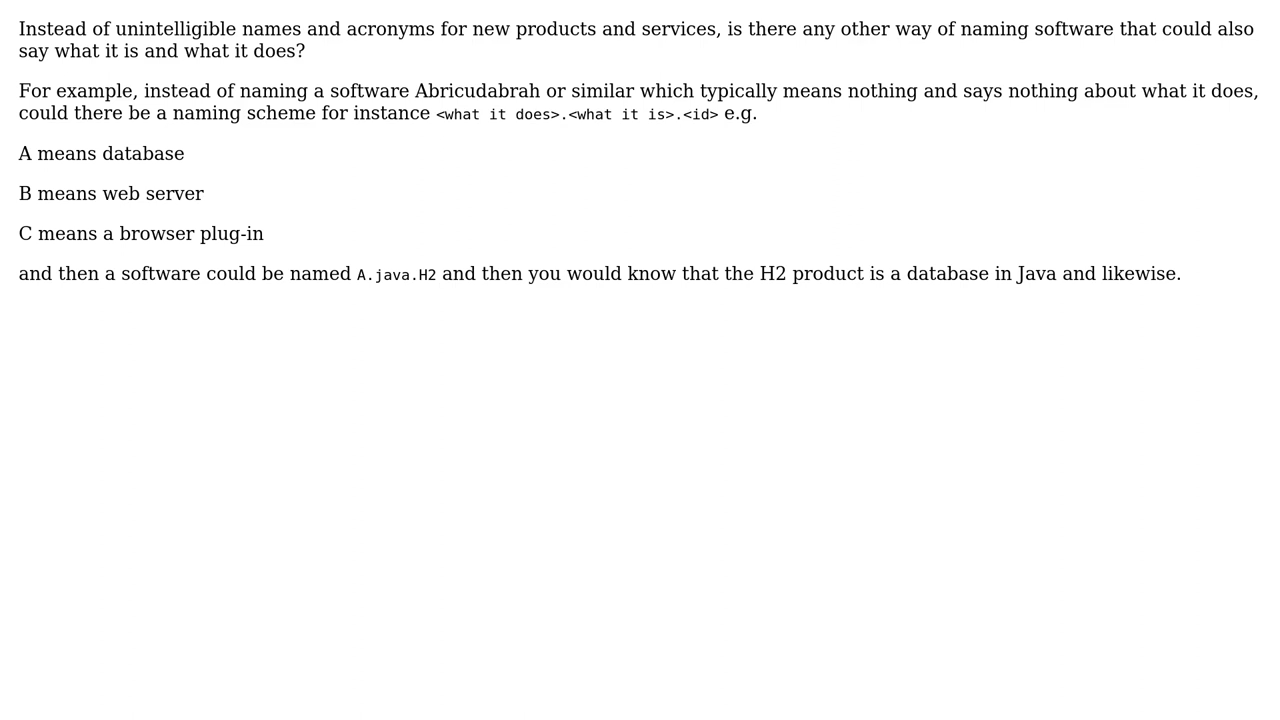 Instead of unintelligible names and acronyms for new products and services, is there any other way of naming software that could also
say what it is and what it does?
For example, instead of naming a software Abricudabrah or similar which typically means nothing and says nothing about what it does,
could there be a naming scheme for instance <what it does>.<what it is>.<id> e.g.
A means database
B means web server
C means a browser plug-in
and then a software could be named A.java.H2 and then you would know that the H2 product is a database in Java and likewise.